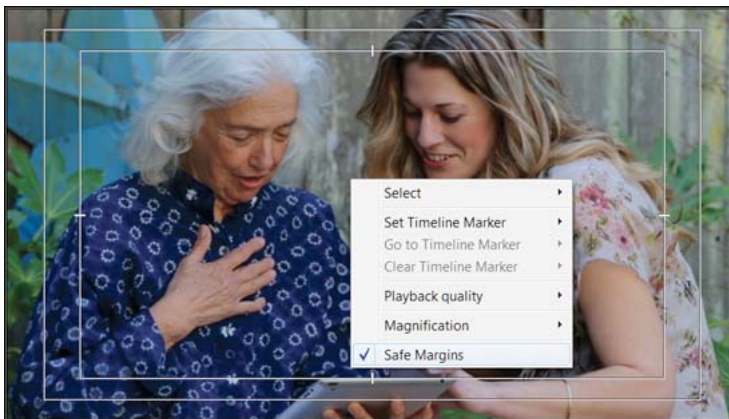 Select
Set Timeline Marker
Go to Timeline Marker
Clear Timeline Marker
Playback quality
Magnification
Safe Margins